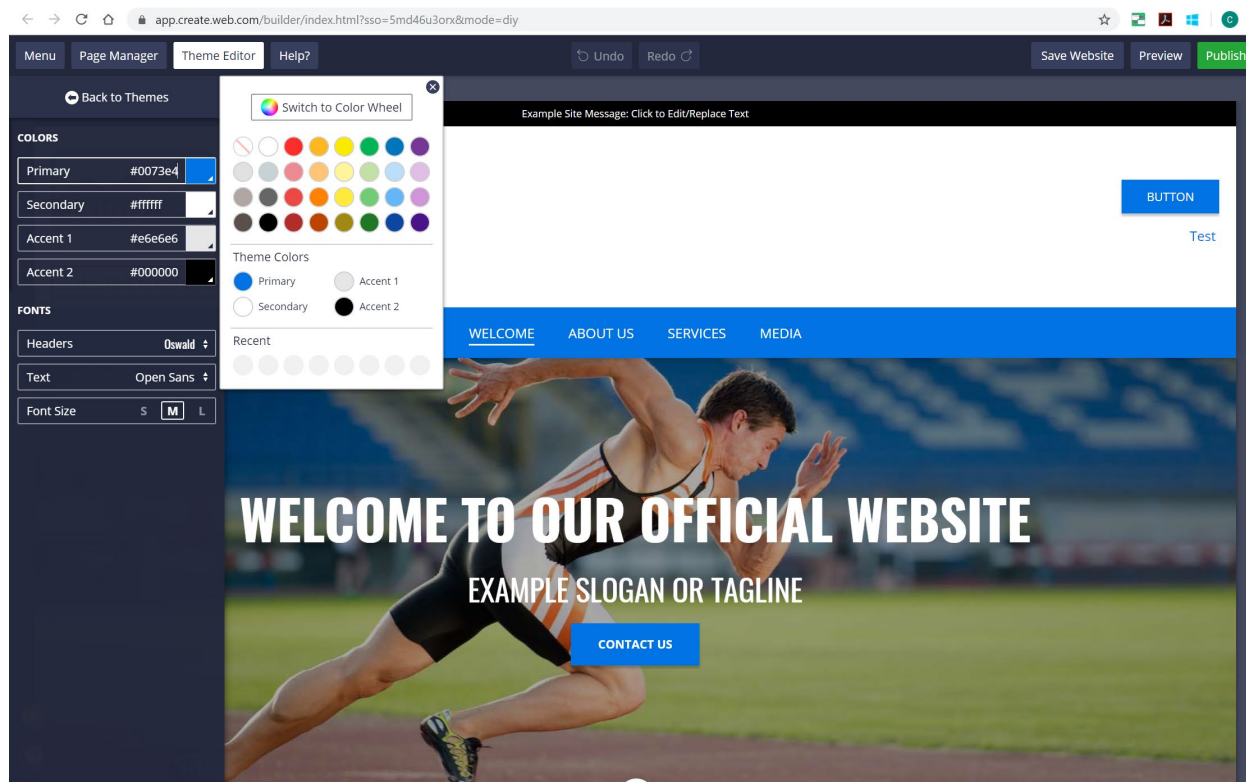 app.create.web.com/builder/index.html?sso=5md46u3orx&mode=diy
C
Menu Page Manager Theme Editor Help? Undo Redo Save Website Preview Publish
Back to Themes
COLORS
Primary #0073e4
Secondary #ffffff
Accent 1 #e6e6e6
Accent 2 #000000
FONTS
Headers Oswald
Text Open Sans
Font Size S M L
Switch to Color Wheel
Theme Colors
Primary Accent 1
Secondary Accent 2
Recent
Example Site Message: Click to Edit/Replace Text
BUTTON
Test
WELCOME ABOUT US SERVICES MEDIA
WELCOME TO OUR OFFICIAL WEBSITE
EXAMPLE SLOGAN OR TAGLINE
CONTACT US